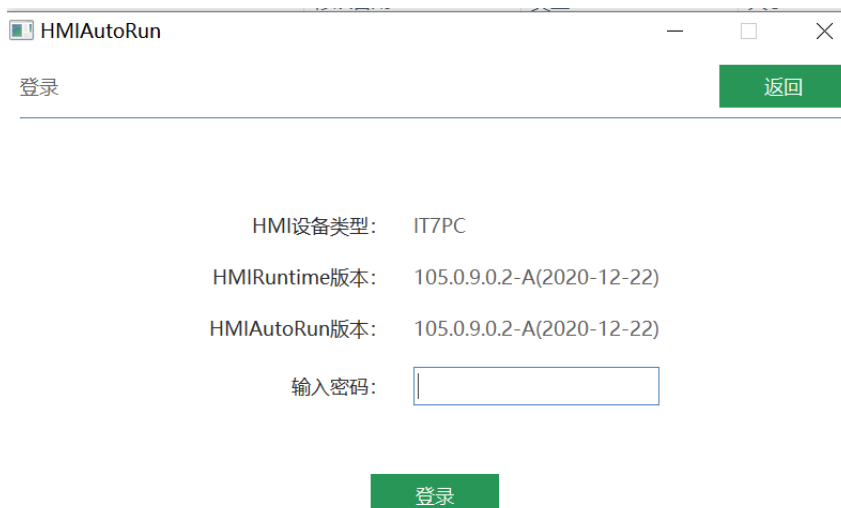 HMIAutoRun
登录
返回
HMI设备类型： IT7PC
HMIRuntime版本： 105.0.9.0.2-A(2020-12-22)
HMIAutoRun版本： 105.0.9.0.2-A(2020-12-22)
输入密码：
登录